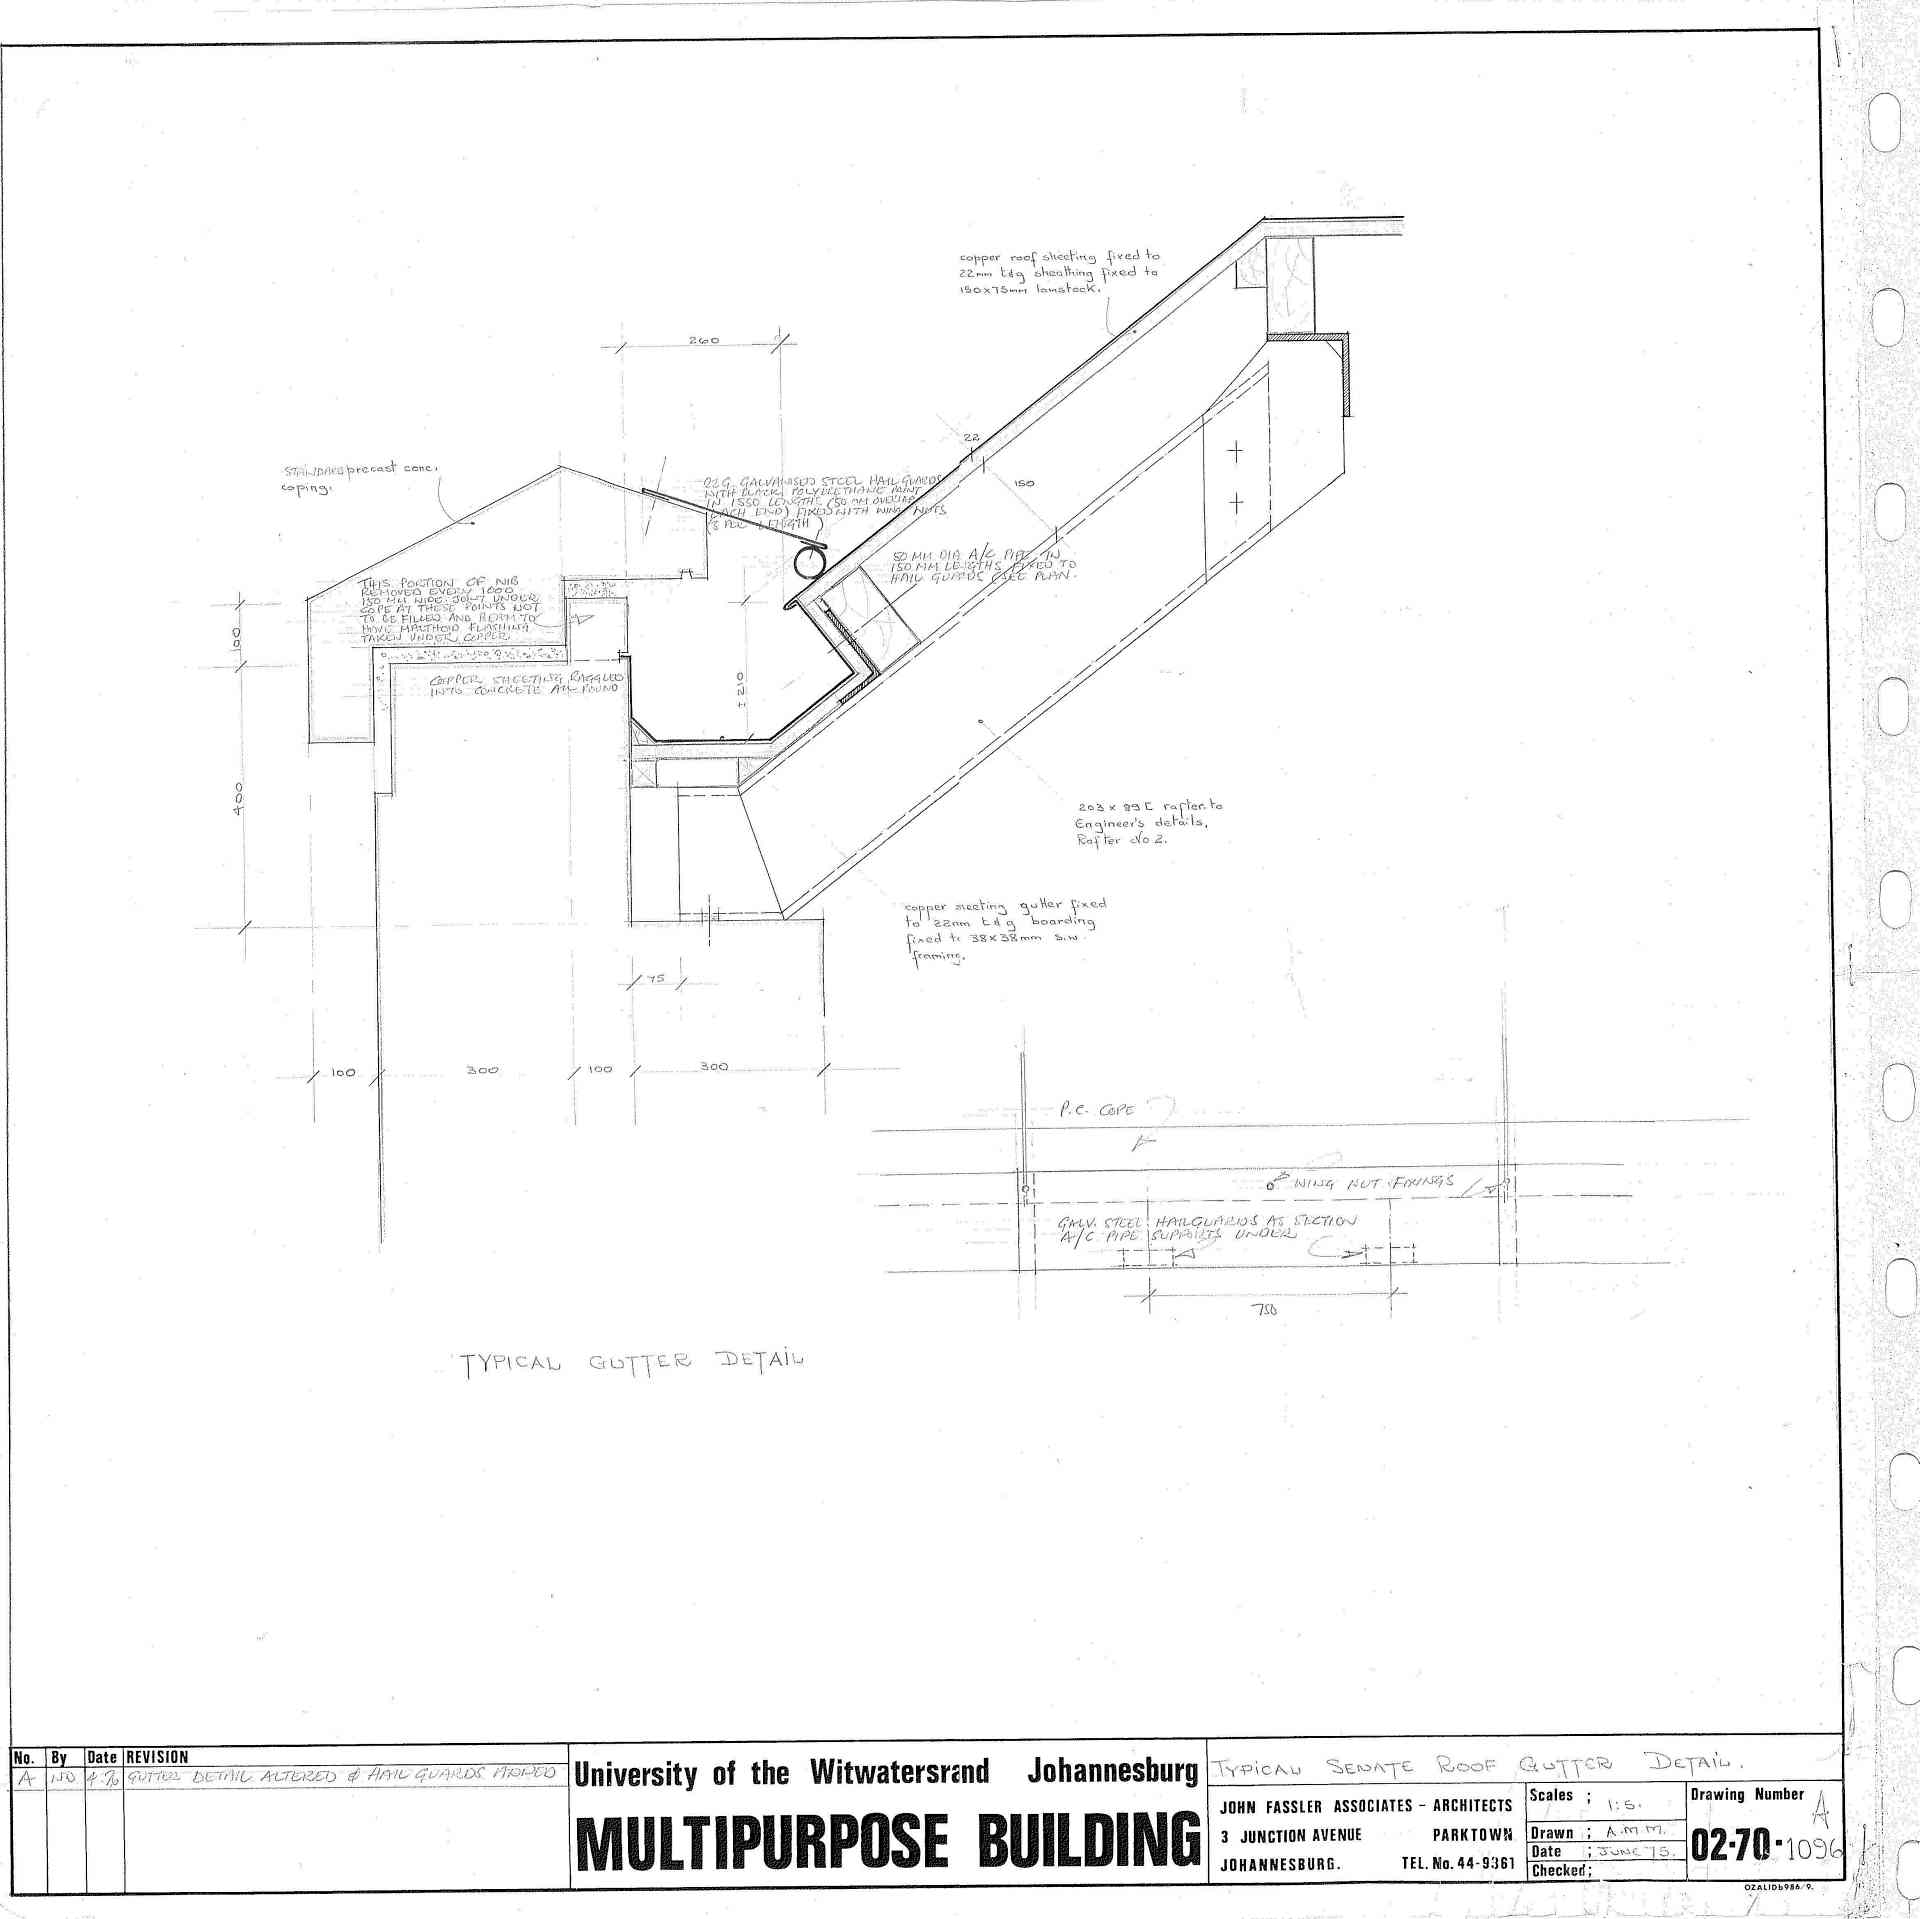 copper roof sheeting fixed to
22mm t&g sheathing fixed to
150x75mm lamstock.
260
22
150
STANDARD precast conc.
coping.
02G. GALVANISED STEEL HAIL GUARDS
WITH BLACK POLYURETHANE PAINT
IN 1550 LENGTHS (50 MM OVERLAP
EACH END) FIXED WITH WING NUTS
(3 PER LENGTH)
50 MM DIA A/C PIPE IN
150 MM LENGTHS FIXED TO
HAIL GUARDS (SEE PLAN.
THIS PORTION OF NIB
REMOVED EVERY 1000
150 MM WIDE. JOINT UNDER
COPE AT THESE POINTS NOT
TO BE FILLED AND BEAM TO
HAVE MALTHOID FLASHING
TAKEN UNDER COPPER
COPPER SHEETING RAGGLED
INTO CONCRETE ALL ROUND
100
400
± 210
203 x 89 [ rafter to
Engineer's details,
Rafter No 2.
copper sheeting gutter fixed
to 22mm t&g boarding
fixed to 38x38mm s.w.
framing.
75
100
300
100
300
P.C. COPE
WING NUT FIXINGS
GALV. STEEL HAILGUARDS AS SECTION
A/C PIPE SUPPORTS UNDER
750
TYPICAL GUTTER DETAIL
No. By Date REVISION
A GUTTER DETAIL ALTERED & HAIL GUARDS ADDED
University of the Witwatersrand Johannesburg
MULTIPURPOSE BUILDING
TYPICAL SENATE ROOF GUTTER DETAIL.
JOHN FASSLER ASSOCIATES - ARCHITECTS
3 JUNCTION AVENUE PARKTOWN
JOHANNESBURG. TEL. No. 44-9361
Scales ; 1:5.
Drawn ; A.M.M.
Date ; JUNE 75.
Checked;
Drawing Number
A
02-70-1096
OZALID b986/9.